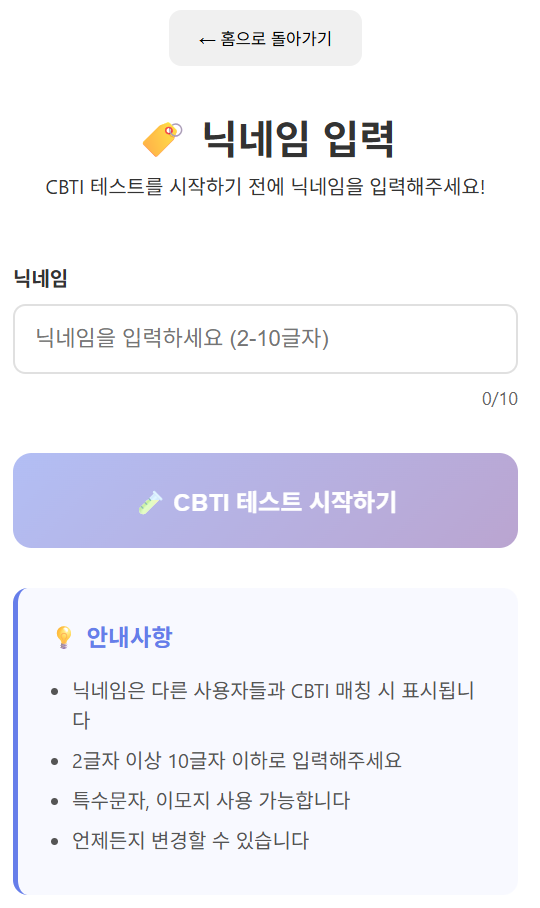 ← 홈으로 돌아가기
닉네임 입력
CBTI 테스트를 시작하기 전에 닉네임을 입력해주세요!
닉네임
닉네임을 입력하세요 (2-10글자)
0/10
CBTI 테스트 시작하기
안내사항
• 닉네임은 다른 사용자들과 CBTI 매칭 시 표시됩니
다
• 2글자 이상 10글자 이하로 입력해주세요
• 특수문자, 이모지 사용 가능합니다
• 언제든지 변경할 수 있습니다